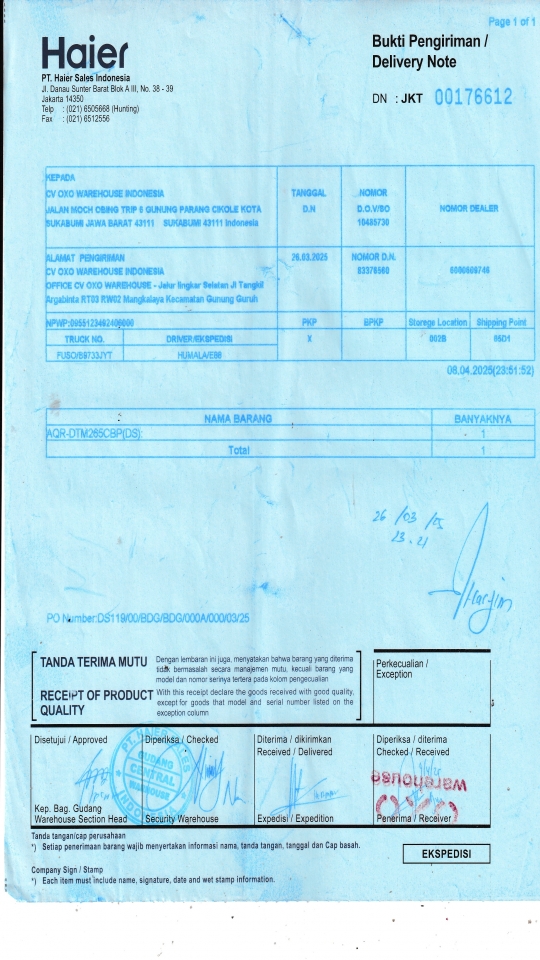 Page 1 of 1
Haier
Bukti Pengiriman /
Delivery Note
PT. Haier Sales Indonesia
Jl. Danau Sunter Barat Blok A III, No. 38 - 39
Jakarta 14350
Telp : (021) 6505668 (Hunting)
Fax : (021) 6512556
DN : JKT 00176612
KEPADA
CV OXO WAREHOUSE INDONESIA
JALAN MOCH OBING TRIP 6 GUNUNG PARANG CIKOLE KOTA
SUKABUMI JAWA BARAT 43111 SUKABUMI 43111 Indonesia
TANGGAL
D.N
NOMOR
D.O.V/SO
10485730
NOMOR DEALER
ALAMAT PENGIRIMAN
CV OXO WAREHOUSE INDONESIA
OFFICE CV OXO WAREHOUSE - Jalur lingkar Selatan Jl Tangkil
Argabinta RT03 RW02 Mangkalaya Kecamatan Gunung Guruh
26.03.2025
NOMOR D.N.
83376560
NPWP: PKP BPKP Storege Location Shipping Point
TRUCK NO. DRIVER/EKSPEDISI X 002B 05D1
FUSO/B9733JYT HUMALA/E86
08.04.2025(23:51:52)
NAMA BARANG BANYAKNYA
AQR-DTM265CBP(DS): 1
Total 1
26 /03 /25
23.21
Harjim
PO Number:DS119/00/BDG/BDG/000A/000/03/25
TANDA TERIMA MUTU
Dengan lembaran ini juga, menyatakan bahwa barang yang diterima
tidak bermasalah secara manajemen mutu, kecuali barang yang
model dan nomor serinya tertera pada kolom pengecualian
RECEIPT OF PRODUCT
QUALITY
With this receipt declare the goods received with good quality,
except for goods that model and serial number listed on the
exception column
Perkecualian /
Exception
Disetujui / Approved
Diperiksa / Checked
Diterima / dikirimkan
Received / Delivered
Diperiksa / diterima
Checked / Received
GUDANG
CENTRAL
WAREHOUSE
warehouse
Kep. Bag. Gudang
Warehouse Section Head
Security Warehouse
Expedisi / Expedition
Penerima / Receiver
Tanda tangan/cap perusahaan
*) Setiap penerimaan barang wajib menyertakan informasi nama, tanda tangan, tanggal dan Cap basah.
EKSPEDISI
Company Sign / Stamp
*) Each item must include name, signature, date and wet stamp information.